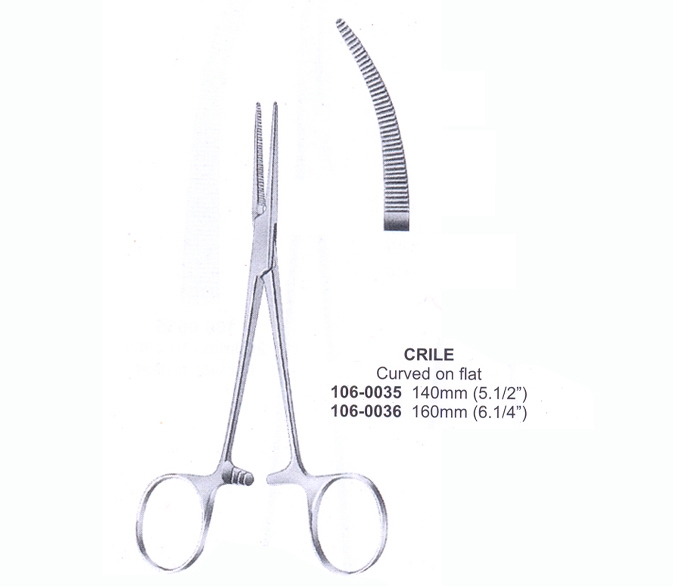 CRILE
Curved on flat
106-0035 140mm (5.1/2”)
106-0036 160mm (6.1/4”)